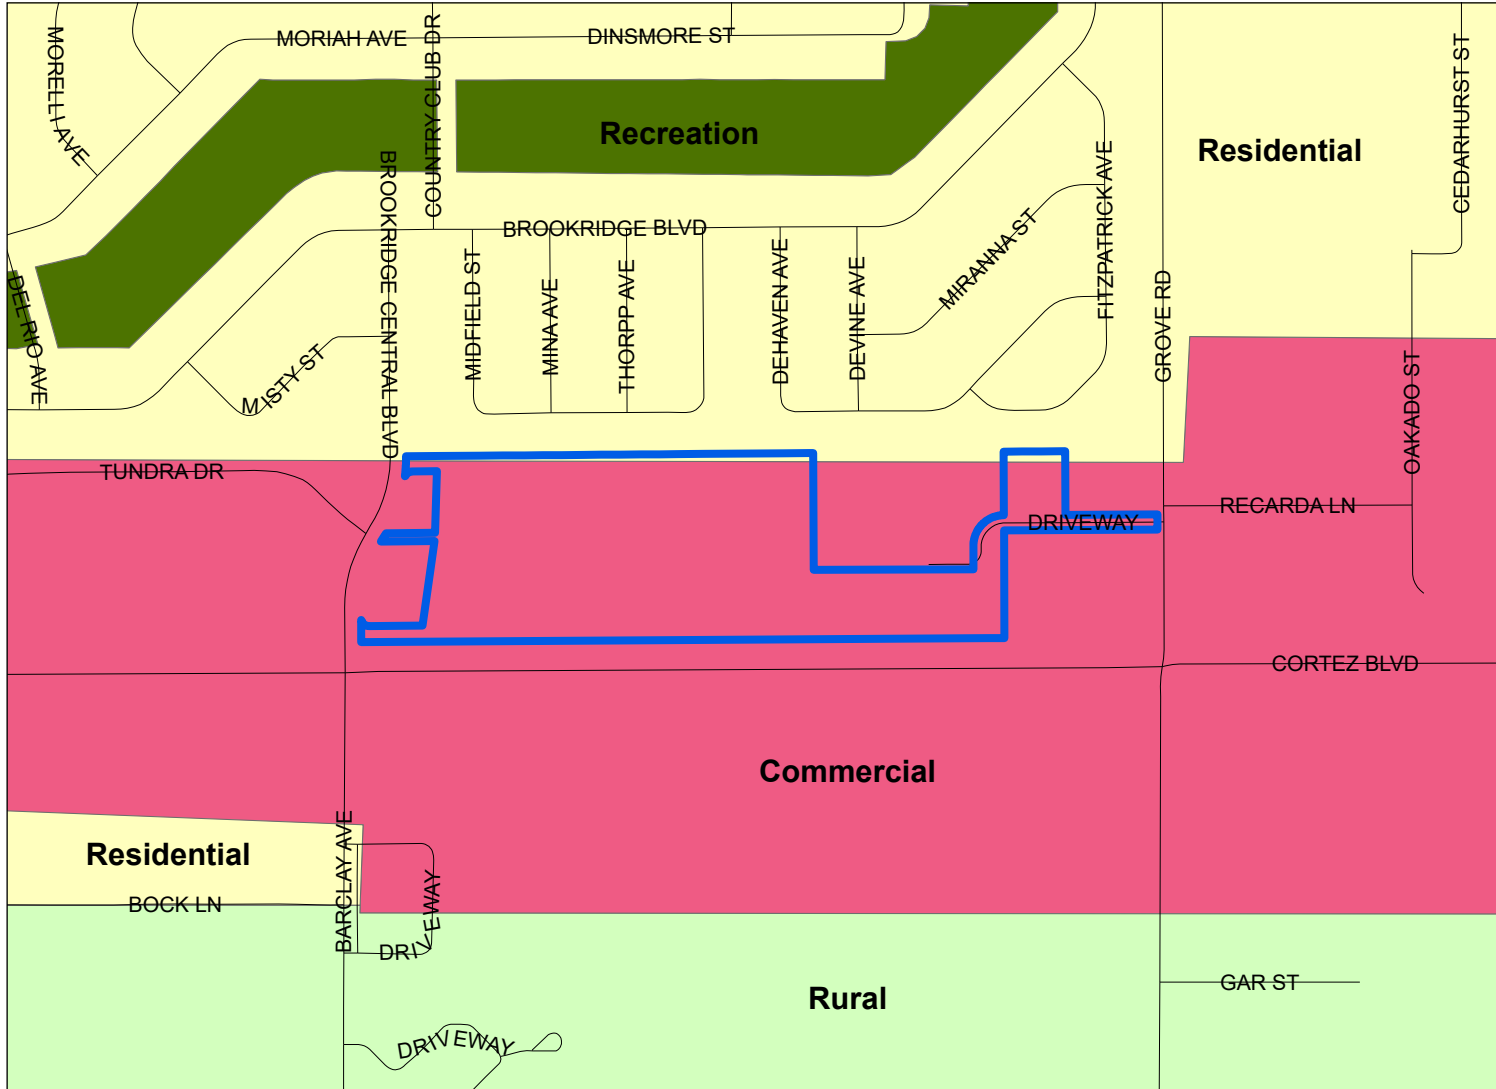 MORIAH AVE
DINSMORE ST
MORELLI AVE
COUNTRY CLUB DR
CEDARHURST ST
Recreation
Residential
BROOKRIDGE CENTRAL BLVD
BROOKRIDGE BLVD
FITZPATRICK AVE
MIRANNA ST
DEL RIO AVE
MIDFIELD ST
MINA AVE
THORPP AVE
DEHAVEN AVE
DEVINE AVE
GROVE RD
MISTY ST
OAKADO ST
TUNDRA DR
RECARDA LN
DRIVEWAY
CORTEZ BLVD
Commercial
Residential
BARCLAY AVE
BOCK LN
DRIVEWAY
GAR ST
Rural
DRIVEWAY